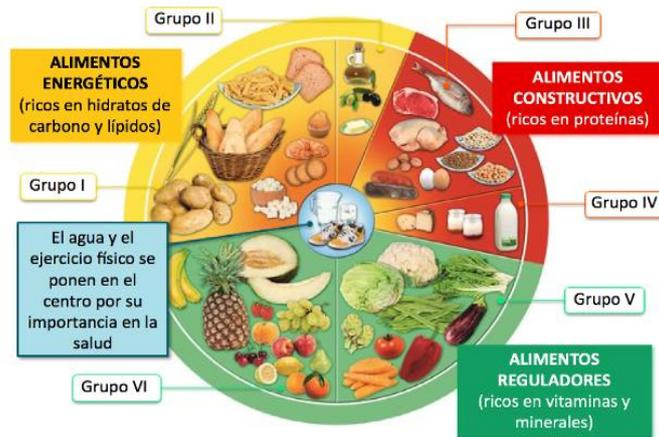 Grupo II
Grupo III
ALIMENTOS
ENERGÉTICOS
(ricos en hidratos de
carbono y lípidos)
ALIMENTOS
CONSTRUCTIVOS
(ricos en proteínas)
Grupo I
Grupo IV
El agua y el
ejercicio físico se
ponen en el
centro por su
importancia en la
salud
Grupo V
Grupo VI
ALIMENTOS
REGULADORES
(ricos en vitaminas y
minerales)